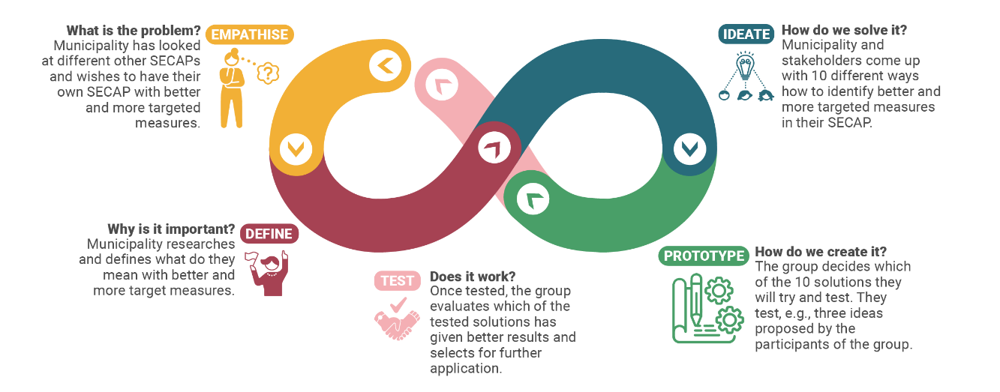 What is the problem?
EMPATHISE
Municipality has looked
at different other SECAPs
and wishes to have their
own SECAP with better
and more targeted
measures.
?
IDEATE
How do we solve it?
Municipality and
stakeholders come up
with 10 different ways
how to identify better and
more targeted measures
in their SECAP.
Why is it important?
DEFINE
Municipality researches
and defines what do they
mean with better and
more target measures.
TEST
Does it work?
Once tested, the group
evaluates which of the
tested solutions has
given better results and
selects for further
application.
PROTOTYPE
How do we create it?
The group decides which
of the 10 solutions they
will try and test. They
test, e.g., three ideas
proposed by the
participants of the group.